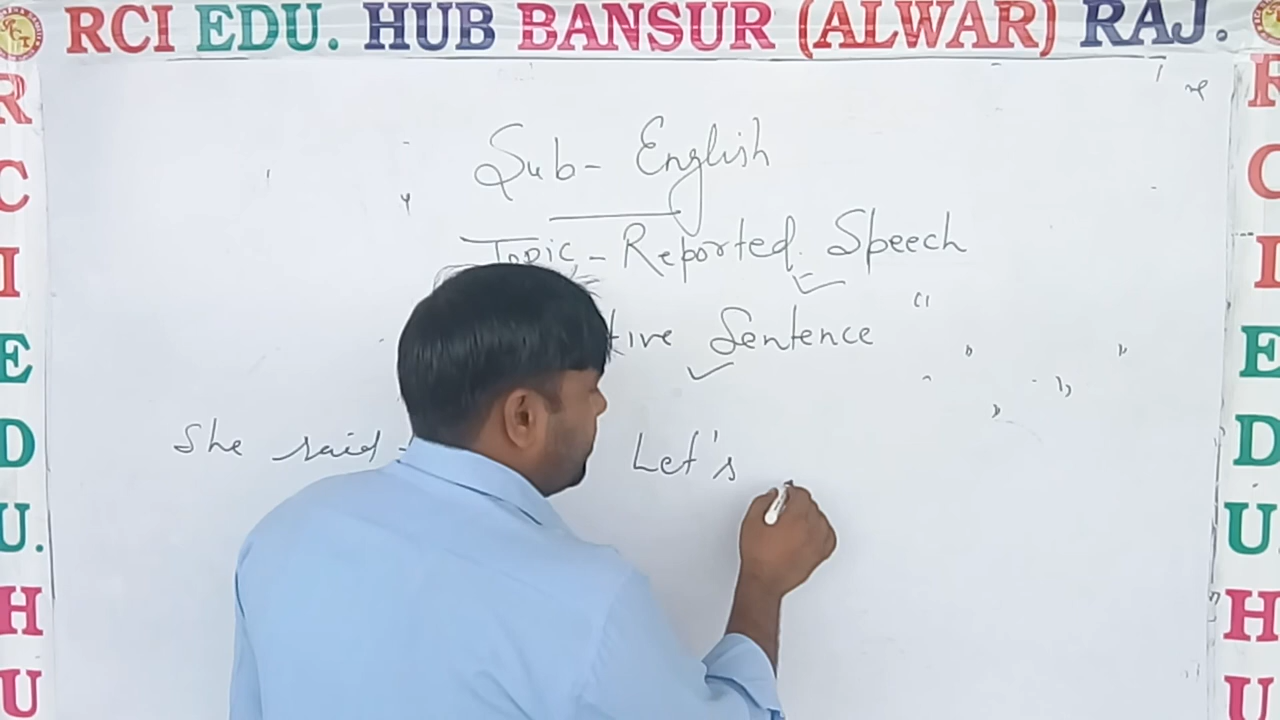 RCI EDU. HUB BANSUR (ALWAR) RAJ.
R
C
I
E
D
U.
H
U
Sub- English
Topic - Reported Speech
tive Sentence
She said Let's
R
C
I
E
D
U.
H
U